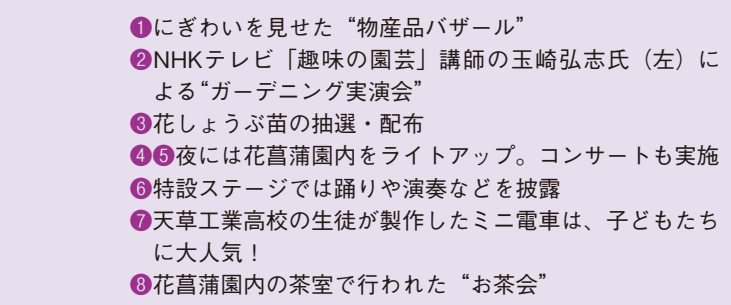 ❶にぎわいを見せた“物産品バザール”
❷NHKテレビ「趣味の園芸」講師の玉崎弘志氏（左）に
よる“ガーデニング実演会”
❸花しょうぶ苗の抽選・配布
❹❺夜には花菖蒲園内をライトアップ。コンサートも実施
❻特設ステージでは踊りや演奏などを披露
❼天草工業高校の生徒が製作したミニ電車は、子どもたち
に大人気！
❽花菖蒲園内の茶室で行われた“お茶会”